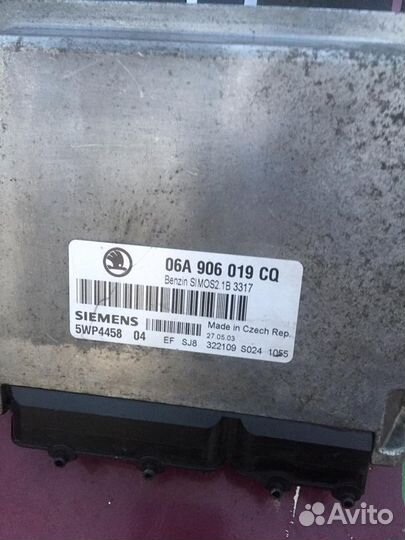 06A 906 019 CQ
Benzin SIMOS2.1B 3317
SIEMENS
5WP4458 04
Made in Czech Rep.
27.05.03
EF SJ8 322109 S024 1055
Avito